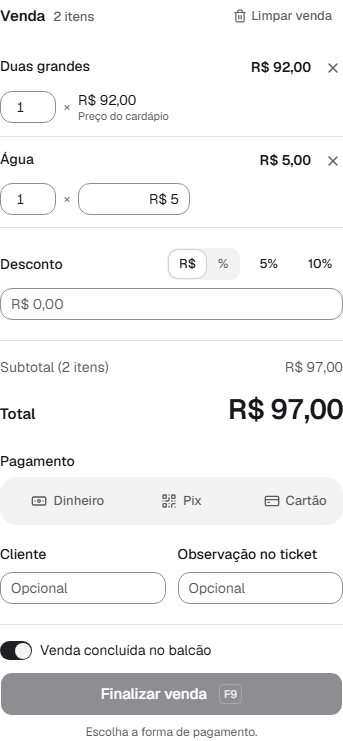 Venda 2 itens Limpar venda
Duas grandes R$ 92,00
1 × R$ 92,00
Preço do cardápio
Água R$ 5,00
1 × R$ 5
Desconto R$ % 5% 10%
R$ 0,00
Subtotal (2 itens) R$ 97,00
Total R$ 97,00
Pagamento
Dinheiro Pix Cartão
Cliente Observação no ticket
Opcional Opcional
Venda concluída no balcão
Finalizar venda F9
Escolha a forma de pagamento.